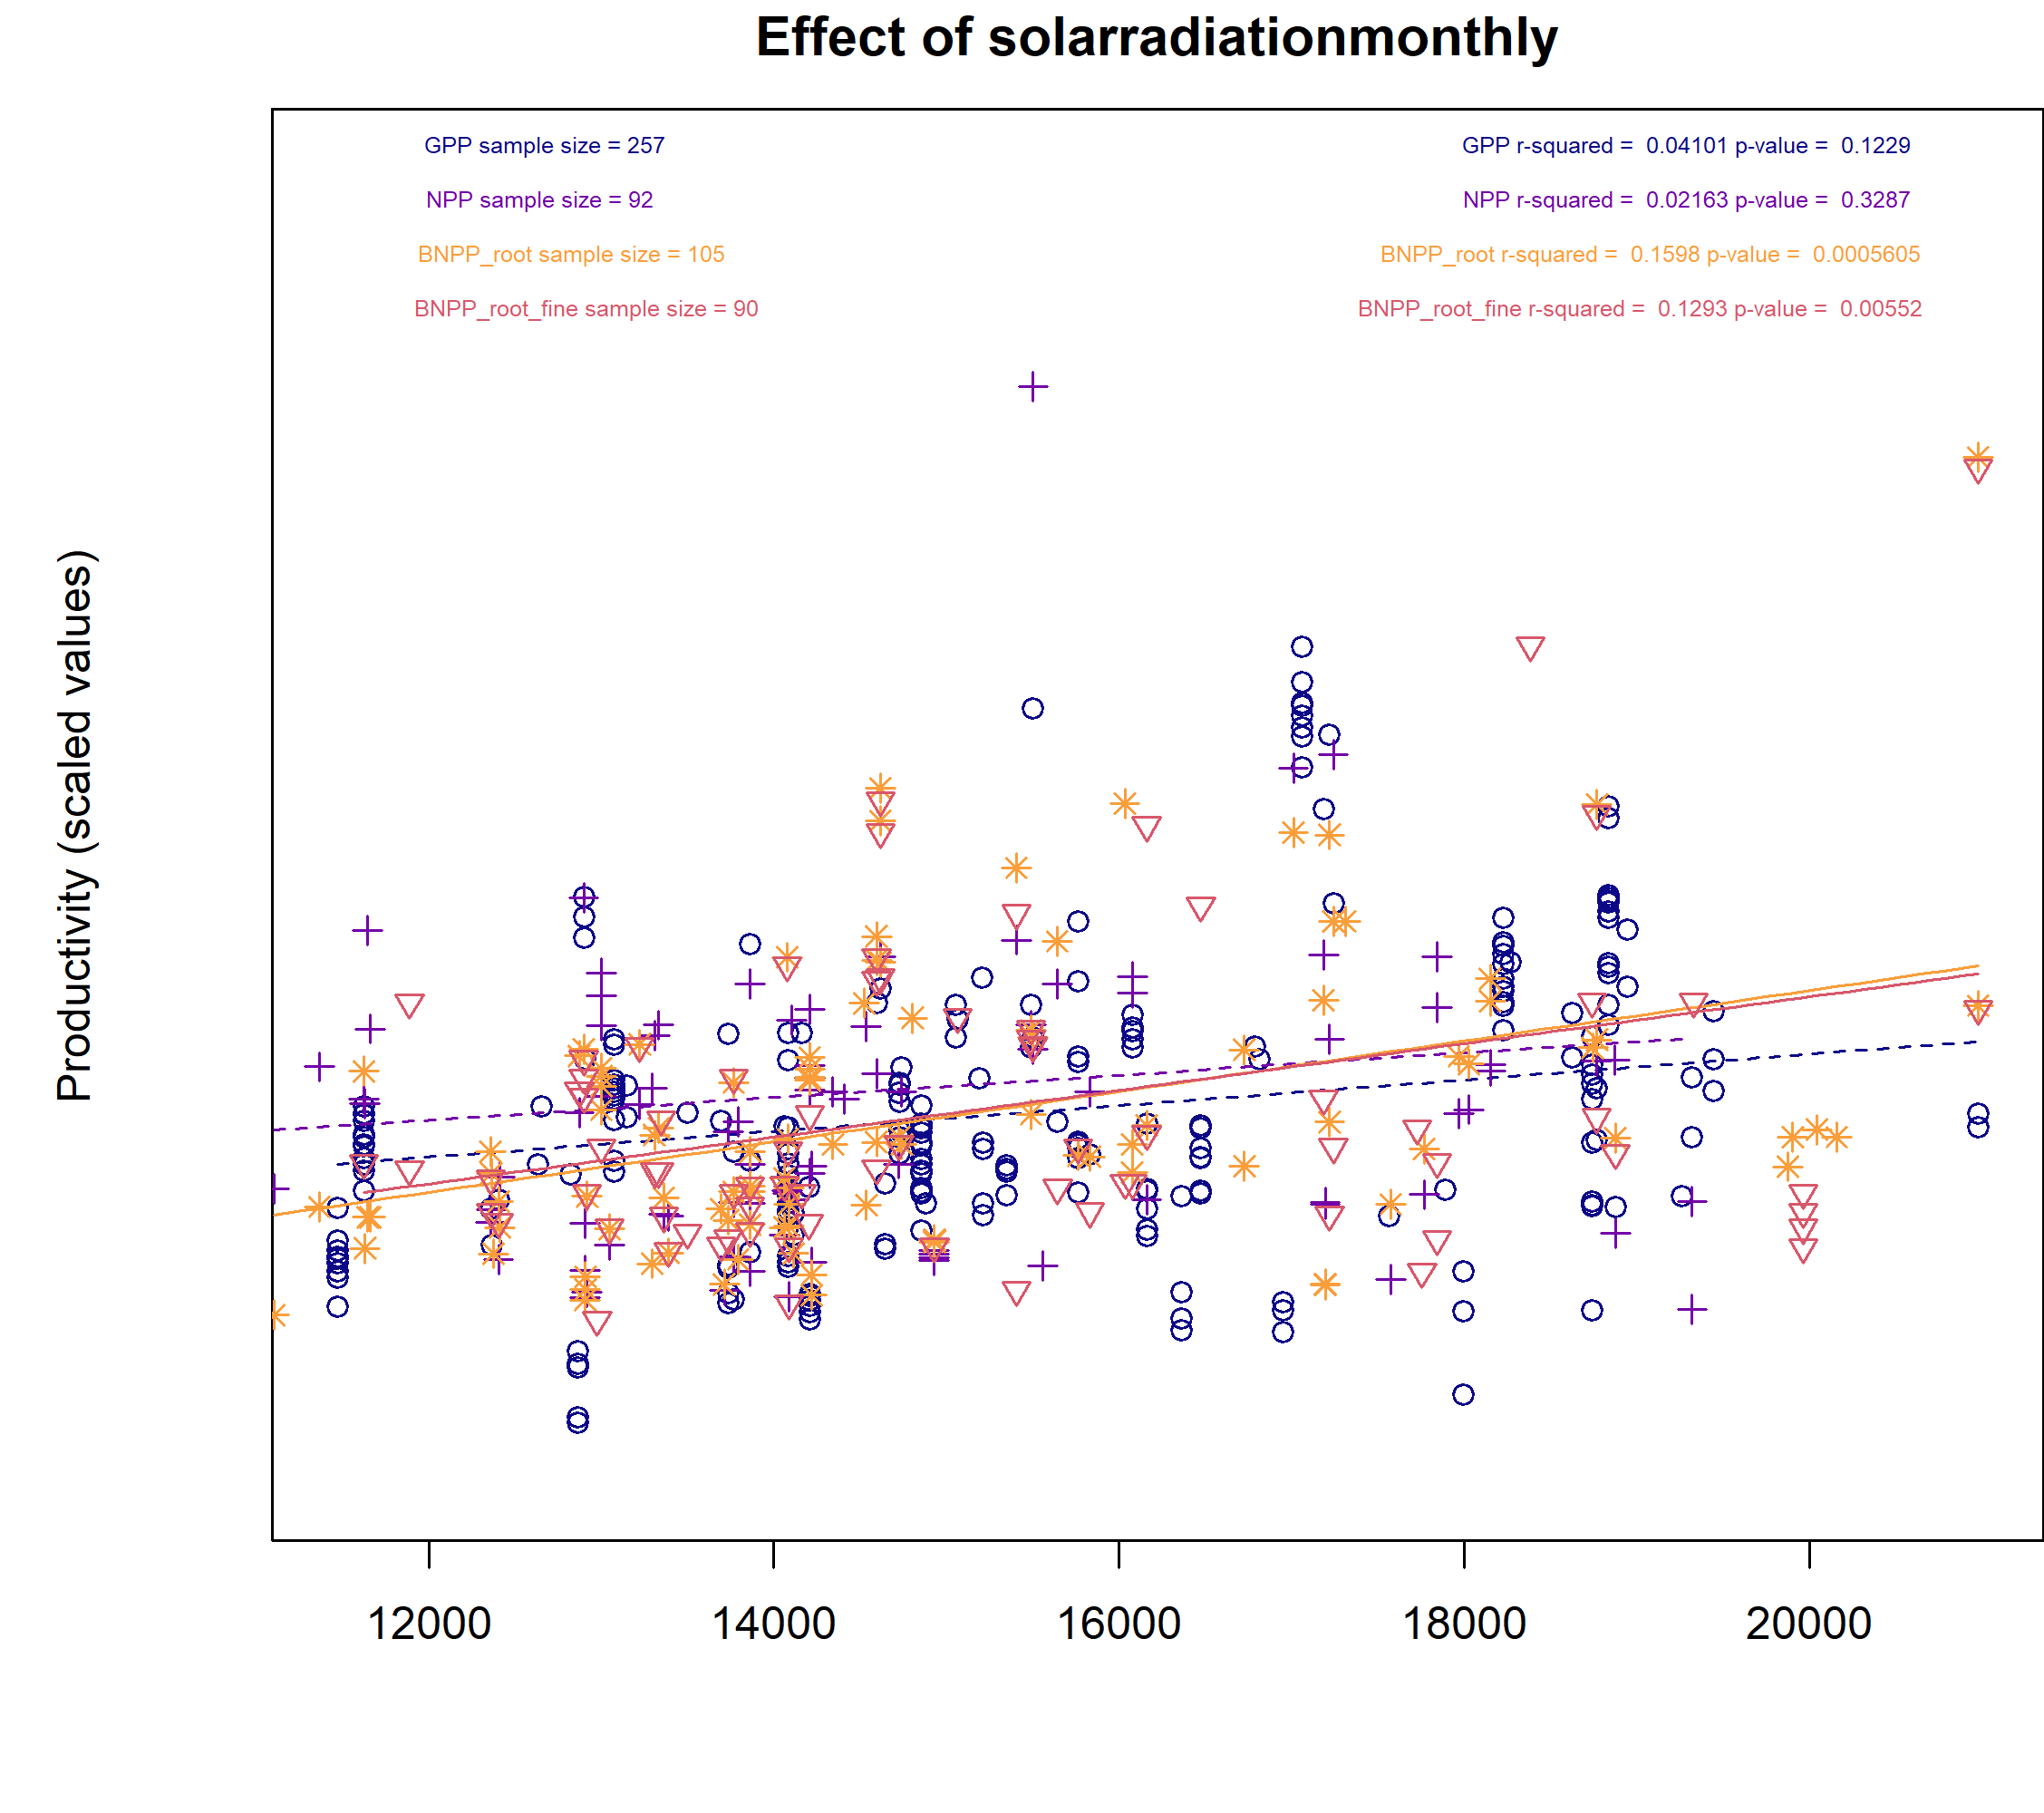 Effect of solarradiationmonthly
GPP sample size = 257
GPP r-squared = 0.04101 p-value = 0.1229
NPP sample size = 92
NPP r-squared = 0.02163 p-value = 0.3287
BNPP_root sample size = 105
BNPP_root r-squared = 0.1598 p-value = 0.0005605
BNPP_root_fine sample size = 90
BNPP_root_fine r-squared = 0.1293 p-value = 0.00552
Productivity (scaled values)
12000 14000 16000 18000 20000